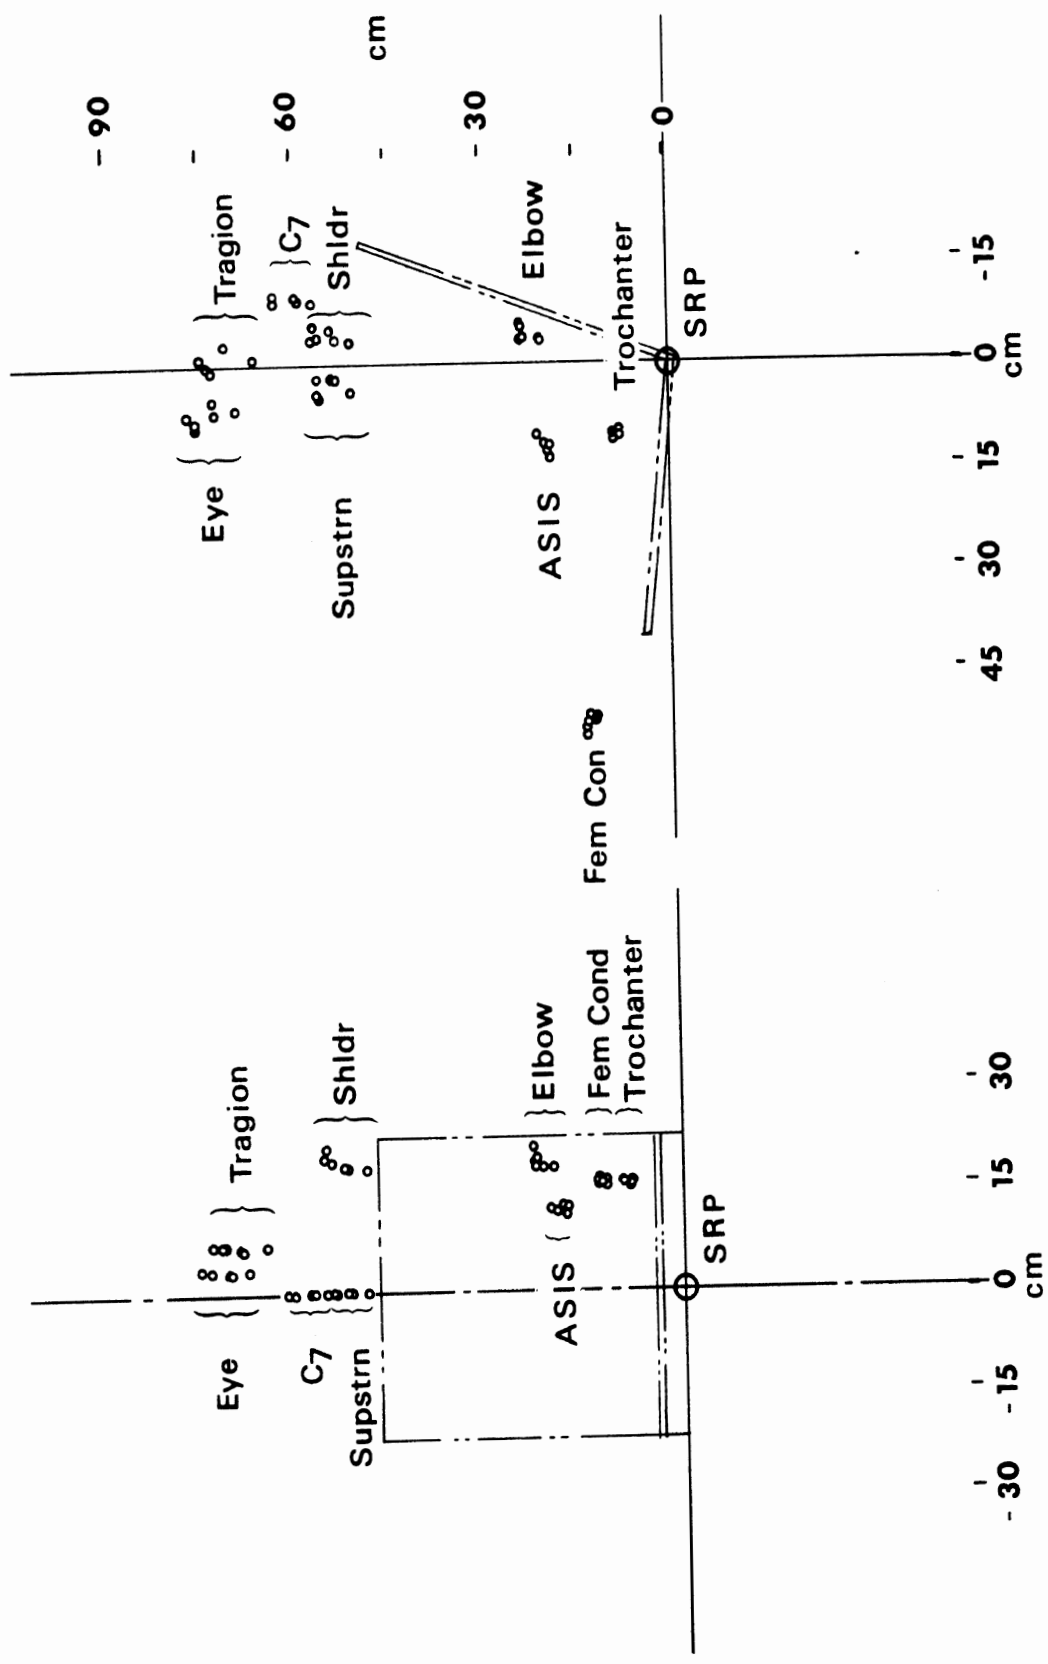 Tragion
Eye
C7
Supstrn
Shldr
Elbow
ASIS
Fem Cond
Trochanter
SRP
-30
-15
0
15
30
cm
Eye
Tragion
C7
Shldr
Supstrn
Elbow
ASIS
Trochanter
Fem Con
SRP
45
30
15
0
-15
cm
-90
-60
-30
-0
cm